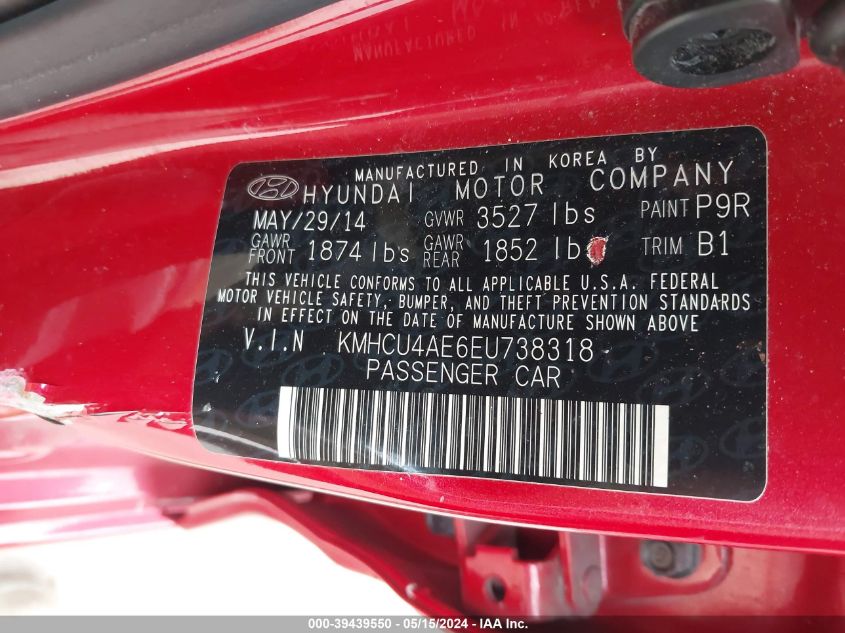 MANUFACTURED IN KOREA BY
HYUNDAI MOTOR COMPANY
MAY/29/14 GVWR 3527 lbs PAINT P9R
GAWR FRONT 1874 lbs GAWR REAR 1852 lb TRIM B1
THIS VEHICLE CONFORMS TO ALL APPLICABLE U.S.A. FEDERAL
MOTOR VEHICLE SAFETY, BUMPER, AND THEFT PREVENTION STANDARDS
IN EFFECT ON THE DATE OF MANUFACTURE SHOWN ABOVE
V.I.N KMHCU4AE6EU738318
PASSENGER CAR
000-39439550 - 05/15/2024 - IAA Inc.